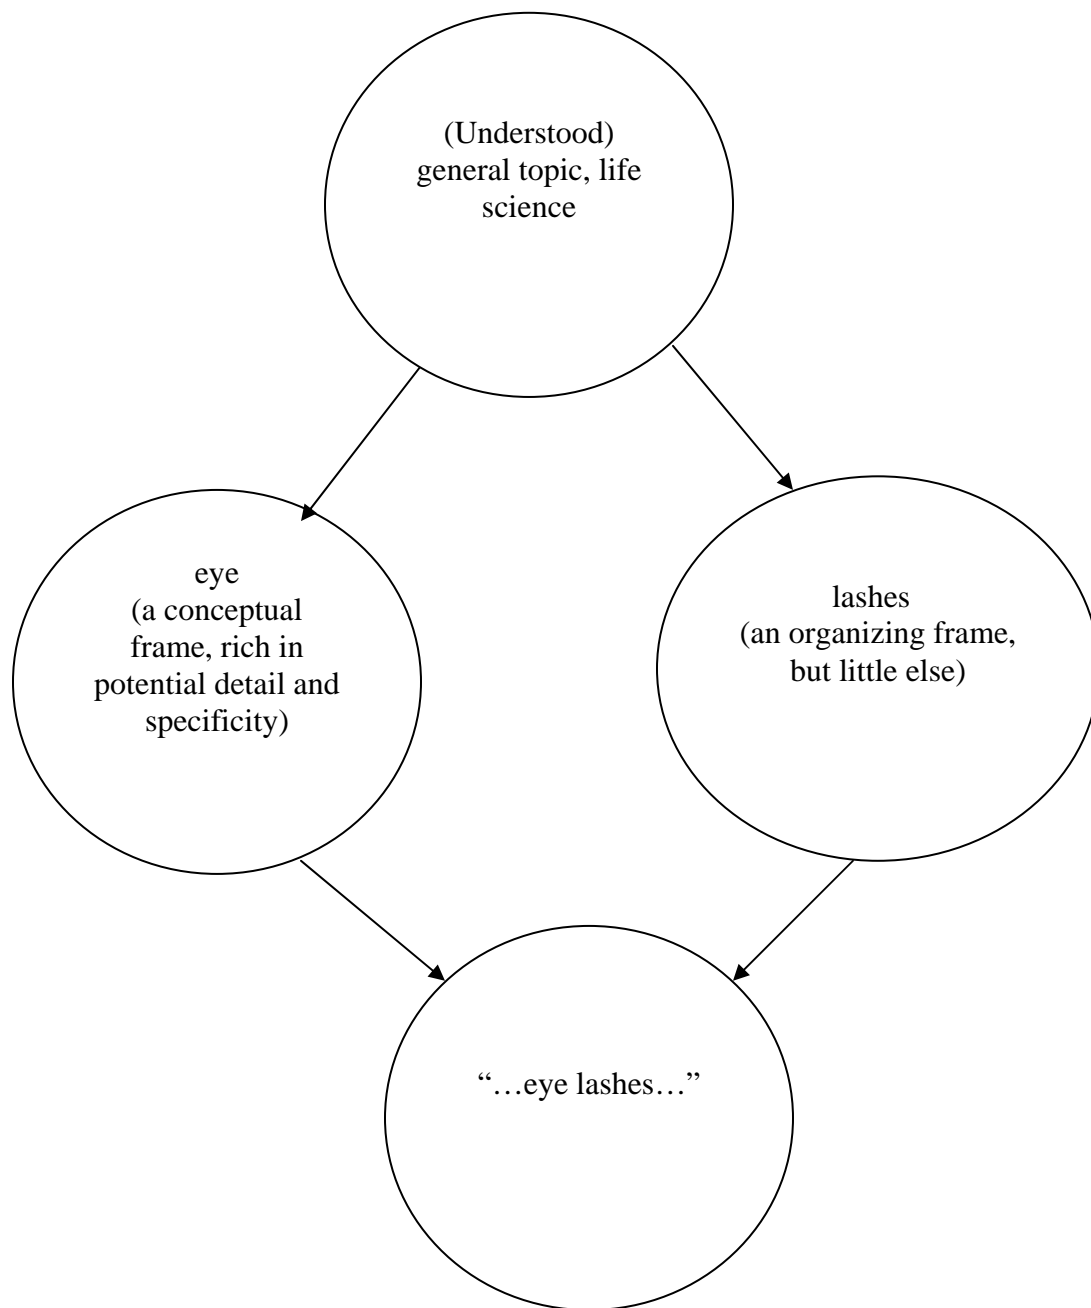 (Understood)
general topic, life
science
eye
(a conceptual
frame, rich in
potential detail and
specificity)
lashes
(an organizing frame,
but little else)
“…eye lashes…”